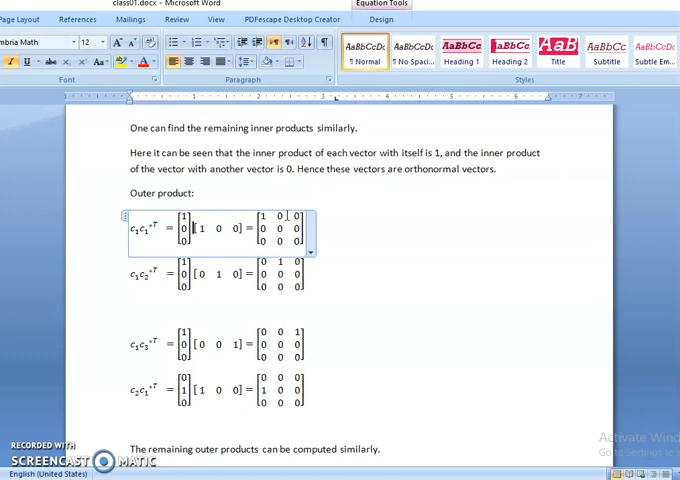 class01.docx - Microsoft Word
Equation Tools
Page Layout References Mailings Review View PDFescape Desktop Creator Design
mbria Math 12
Font Paragraph Styles
AaBbCcDc AaBbCcDc AaBbCc AaBbCc AaB AaBbCc AaBbCcDc
¶ Normal ¶ No Spaci... Heading 1 Heading 2 Title Subtitle Subtle Em...
One can find the remaining inner products similarly.
Here it can be seen that the inner product of each vector with itself is 1, and the inner product
of the vector with another vector is 0. Hence these vectors are orthonormal vectors.
Outer product:
c₁c₁*ᵀ = [1 0 0] [1 0 0] = [1 0 0
0 0 0
0 0 0]
c₁c₂*ᵀ = [1 0 0] [0 1 0] = [0 1 0
0 0 0
0 0 0]
c₁c₃*ᵀ = [1 0 0] [0 0 1] = [0 0 1
0 0 0
0 0 0]
c₂c₁*ᵀ = [0 1 0] [1 0 0] = [0 0 0
1 0 0
0 0 0]
The remaining outer products can be computed similarly.
RECORDED WITH
SCREENCAST MATIC
Activate Wind
Go to Settings to
English (United States)